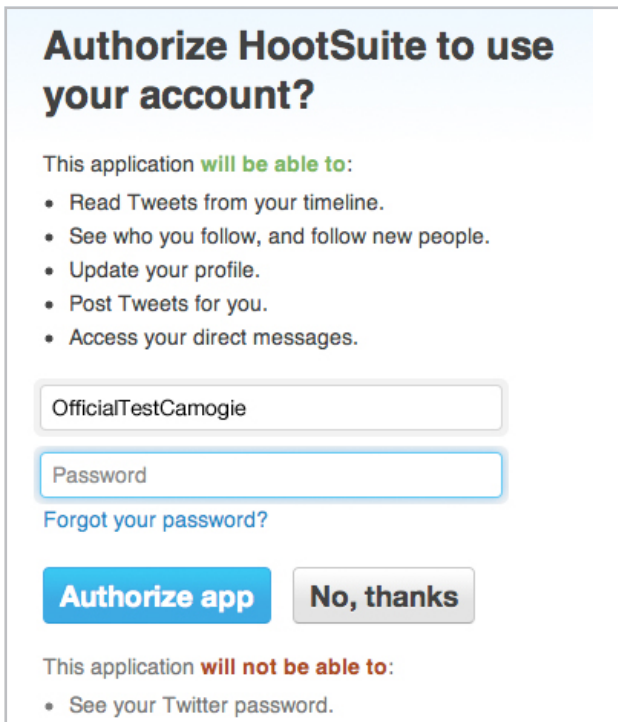 Authorize HootSuite to use
your account?
This application will be able to:
• Read Tweets from your timeline.
• See who you follow, and follow new people.
• Update your profile.
• Post Tweets for you.
• Access your direct messages.
OfficialTestCamogie
Password
Forgot your password?
Authorize app No, thanks
This application will not be able to:
• See your Twitter password.